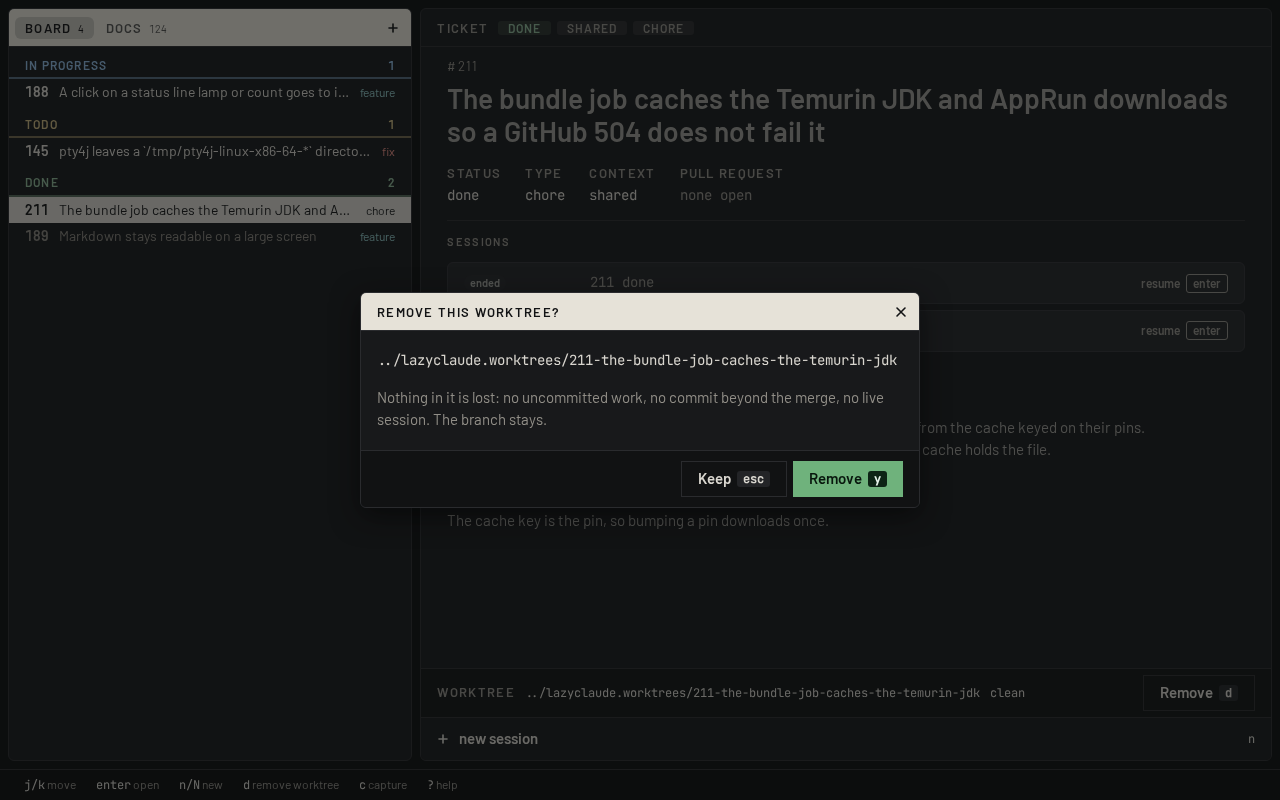 BOARD 4 DOCS 124 +
IN PROGRESS 1
188 A click on a status line lamp or count goes to i... feature
TODO 1
145 pty4j leaves a `/tmp/pty4j-linux-x86-64-*` directo... fix
DONE 2
211 The bundle job caches the Temurin JDK and A... chore
189 Markdown stays readable on a large screen feature
TICKET DONE SHARED CHORE
#211
The bundle job caches the Temurin JDK and AppRun downloads
so a GitHub 504 does not fail it
STATUS TYPE CONTEXT PULL REQUEST
done chore shared none open
SESSIONS
ended 211 done resume enter
resume enter
REMOVE THIS WORKTREE? ✕
../lazyclaude.worktrees/211-the-bundle-job-caches-the-temurin-jdk
Nothing in it is lost: no uncommitted work, no commit beyond the merge, no live
session. The branch stays.
Keep esc Remove y
from the cache keyed on their pins.
cache holds the file.
The cache key is the pin, so bumping a pin downloads once.
WORKTREE ../lazyclaude.worktrees/211-the-bundle-job-caches-the-temurin-jdk clean Remove d
+ new session n
j/k move enter open n/N new d remove worktree c capture ? help